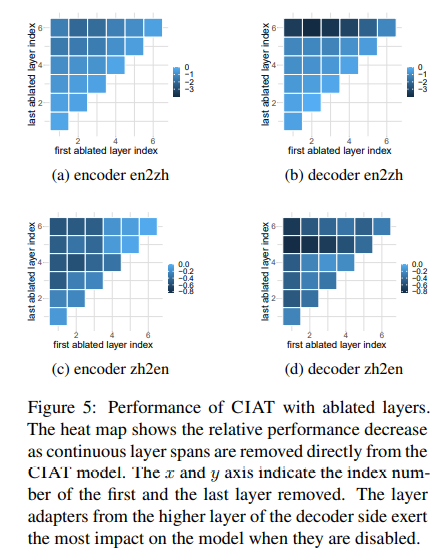 last ablated layer index
6
4
2
2 4 6
first ablated layer index
0
−1
−2
−3
(a) encoder en2zh
last ablated layer index
6
4
2
2 4 6
first ablated layer index
0
−1
−2
−3
(b) decoder en2zh
last ablated layer index
6
4
2
2 4 6
first ablated layer index
0.0
−0.2
−0.4
−0.6
−0.8
(c) encoder zh2en
last ablated layer index
6
4
2
2 4 6
first ablated layer index
0.0
−0.2
−0.4
−0.6
−0.8
(d) decoder zh2en
Figure 5: Performance of CIAT with ablated layers.
The heat map shows the relative performance decrease
as continuous layer spans are removed directly from the
CIAT model. The x and y axis indicate the index num-
ber of the first and the last layer removed. The layer
adapters from the higher layer of the decoder side exert
the most impact on the model when they are disabled.